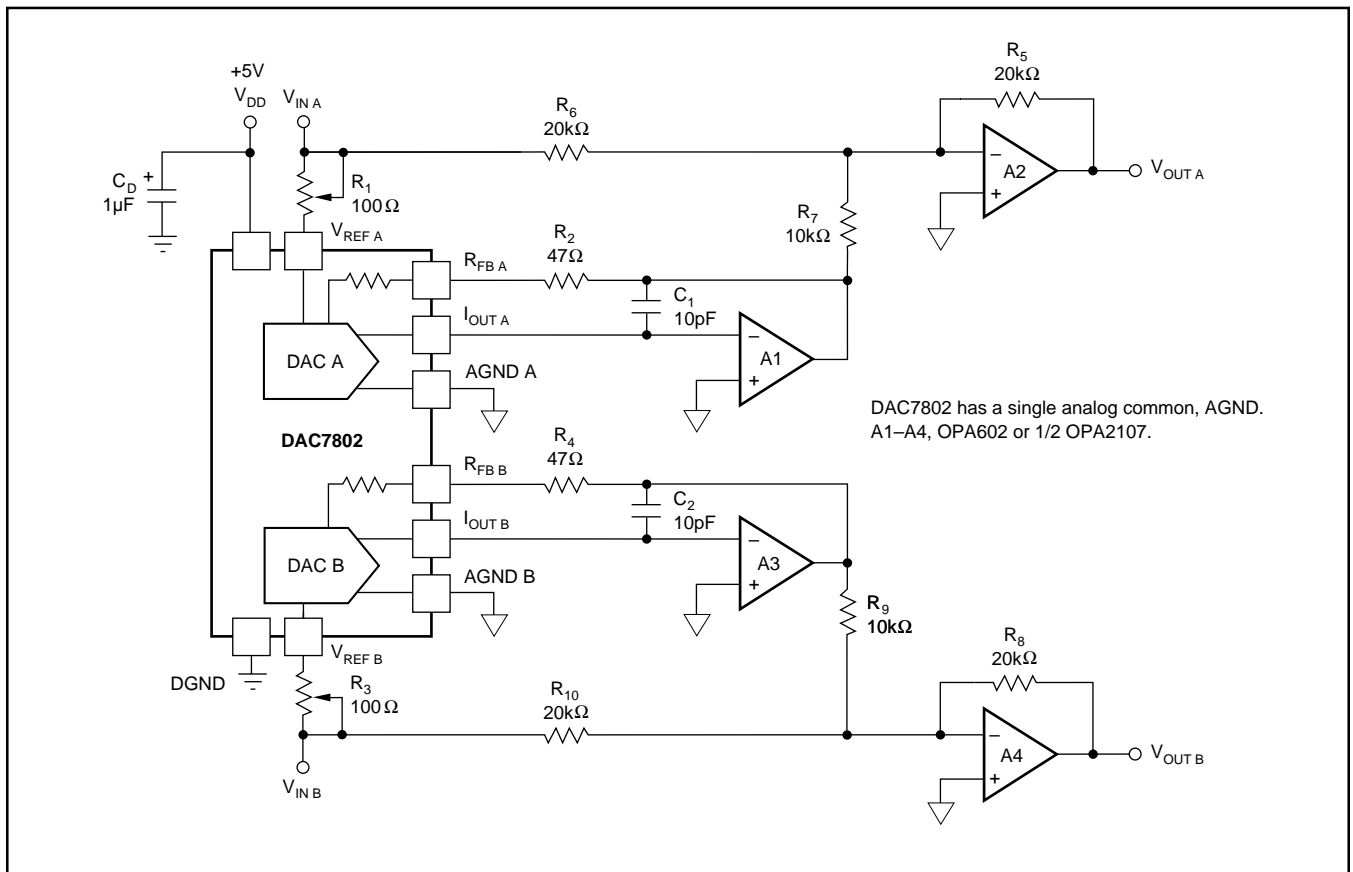 +5V
V_DD
V_IN A
C_D +
1µF
R_1
100Ω
V_REF A
R_6
20kΩ
R_5
20kΩ
−
A2
+
V_OUT A
R_7
10kΩ
R_FB A
R_2
47Ω
C_1
10pF
I_OUT A
−
A1
+
DAC A
AGND A
DAC7802 has a single analog common, AGND.
A1–A4, OPA602 or 1/2 OPA2107.
DAC7802
R_FB B
R_4
47Ω
C_2
10pF
I_OUT B
−
A3
+
DAC B
AGND B
R_9
10kΩ
V_REF B
DGND
R_3
100Ω
R_10
20kΩ
R_8
20kΩ
−
A4
+
V_OUT B
V_IN B